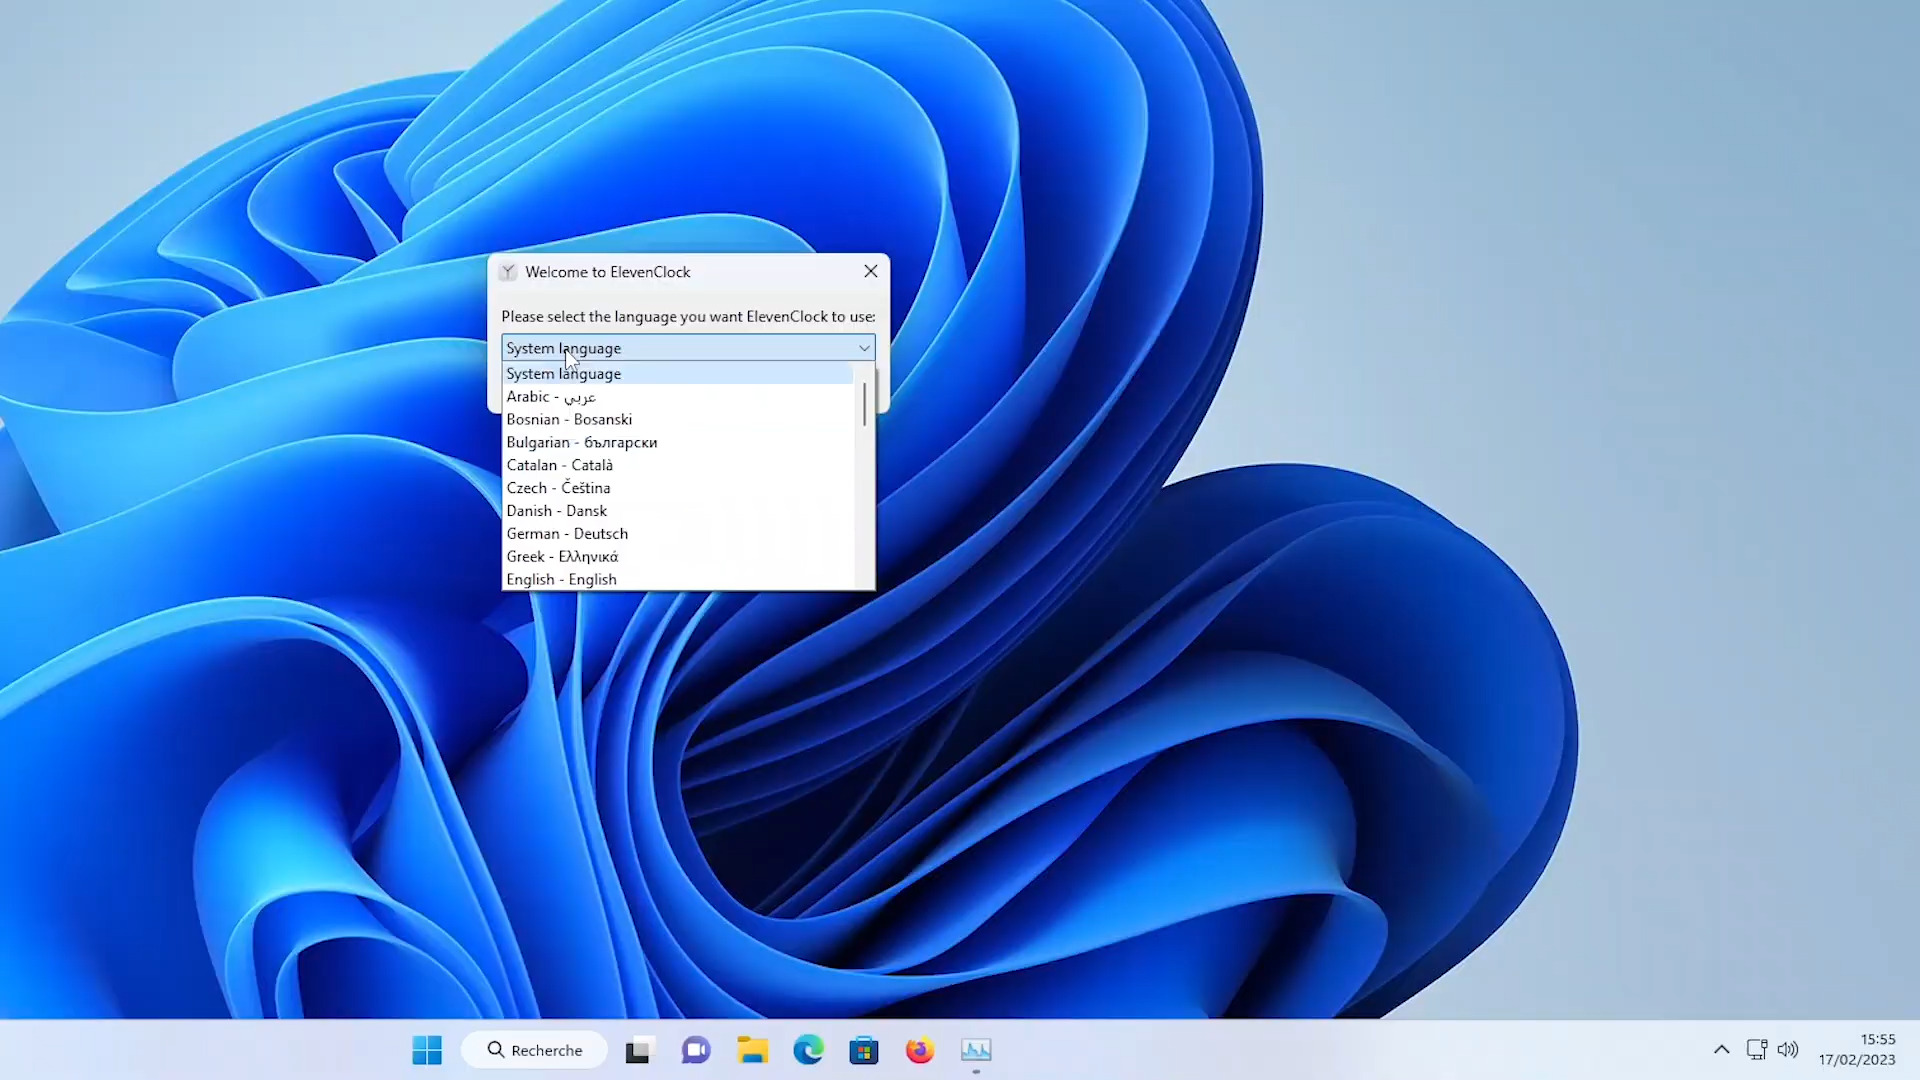 Welcome to ElevenClock
Please select the language you want ElevenClock to use:
System language
System language
Arabic - عربي
Bosnian - Bosanski
Bulgarian - български
Catalan - Català
Czech - Čeština
Danish - Dansk
German - Deutsch
Greek - Ελληνικά
English - English
Recherche
15:55
17/02/2023